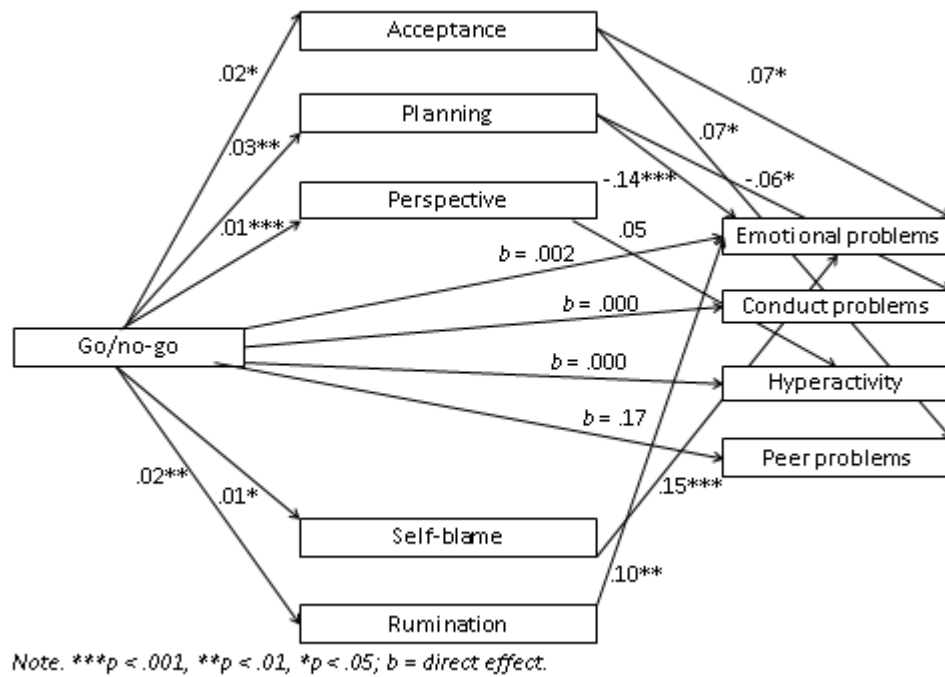 Acceptance
.02*
.07*
Planning
.03**
.07*
-.14***
-.06*
Perspective
.01***
.05
Emotional problems
b = .002
b = .000
Conduct problems
Go/no-go
b = .000
Hyperactivity
b = .17
Peer problems
.02**
.01*
.15***
Self-blame
.10**
Rumination
Note. ***p < .001, **p < .01, *p < .05; b = direct effect.